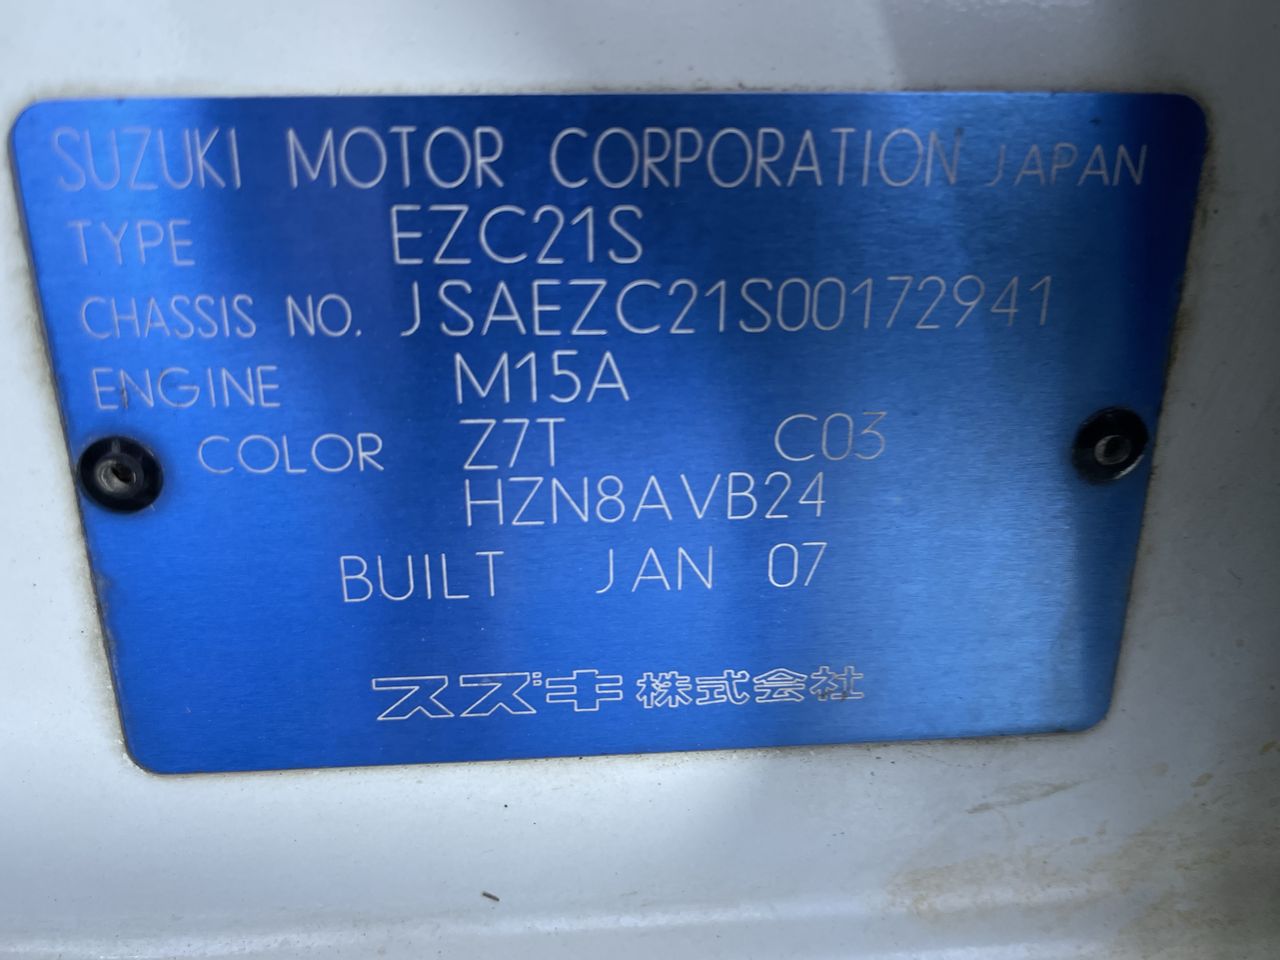 SUZUKI MOTOR CORPORATION JAPAN
TYPE EZC21S
CHASSIS NO. JSAEZC21S00172941
ENGINE M15A
COLOR Z7T C03
HZN8AVB24
BUILT JAN 07
スズキ株式会社